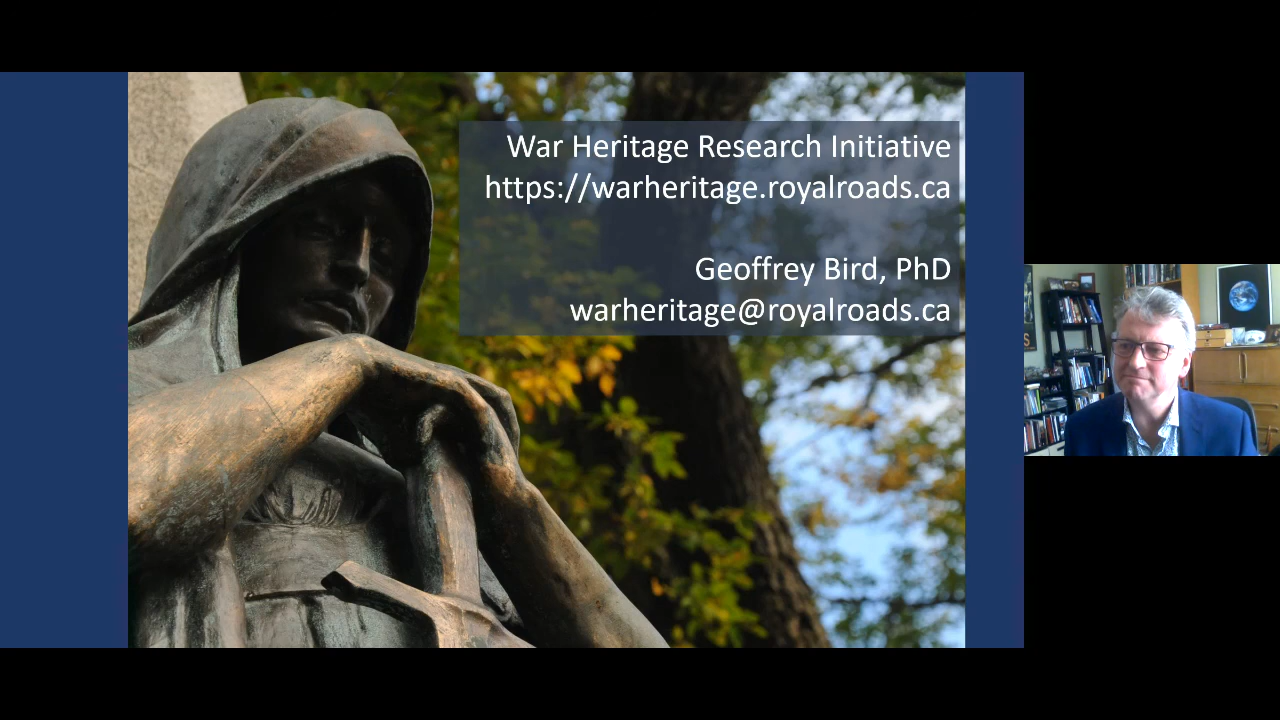 War Heritage Research Initiative
https://warheritage.royalroads.ca
Geoffrey Bird, PhD
warheritage@royalroads.ca